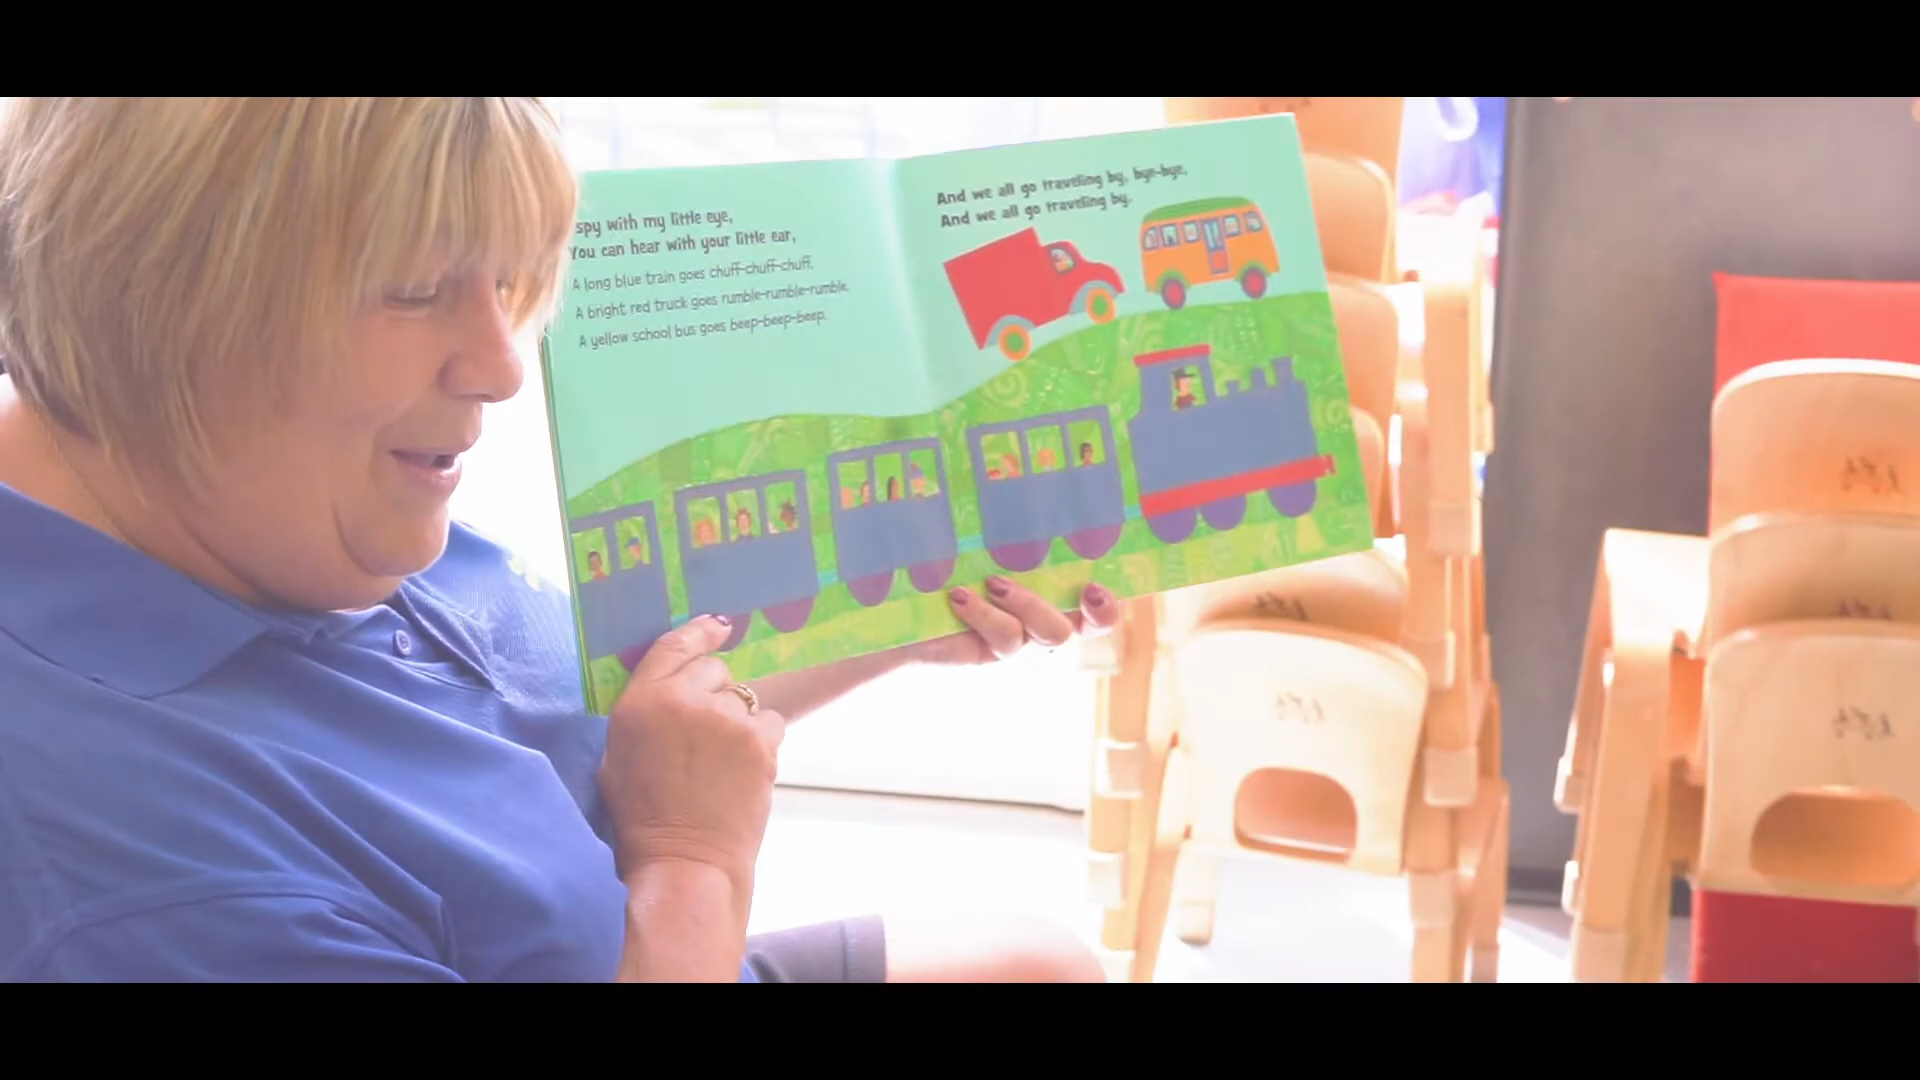 spy with my little eye,
You can hear with your little ear,
A long blue train goes chuff-chuff-chuff.
A bright red truck goes rumble-rumble-rumble.
A yellow school bus goes beep-beep-beep.
And we all go traveling by, bye-bye,
And we all go traveling by.